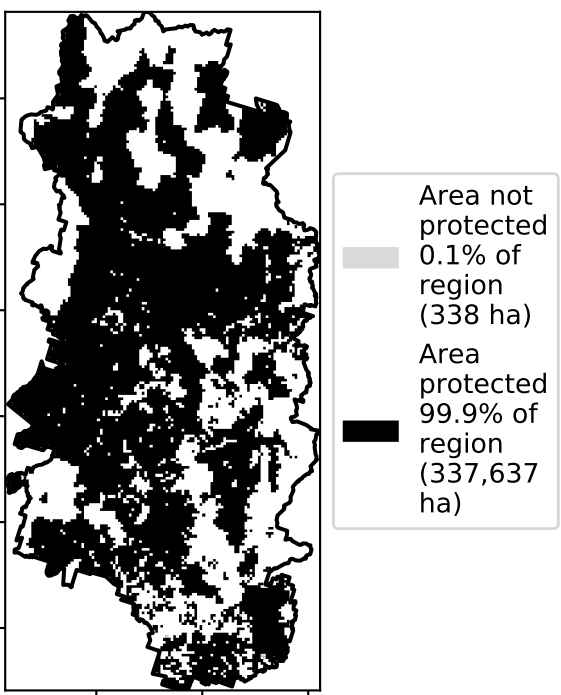 Area not
protected
0.1% of
region
(338 ha)
Area
protected
99.9% of
region
(337,637
ha)